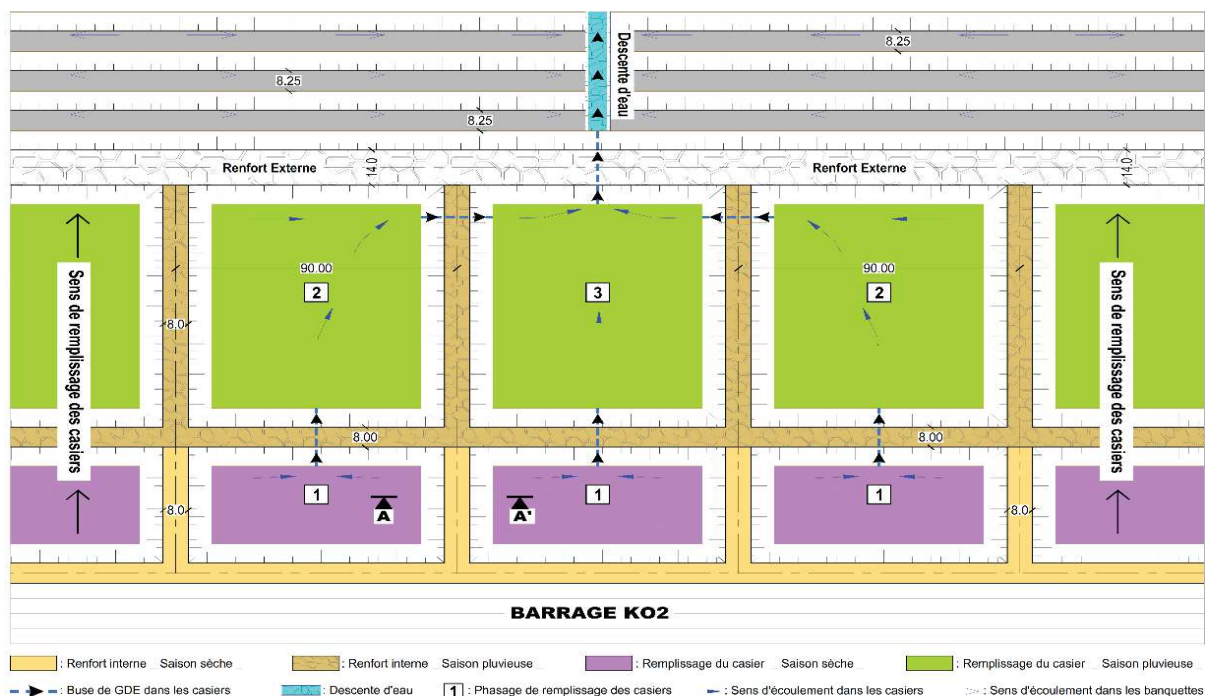 8.25
Descente d'eau
8.25
8.25
Renfort Externe
14.0
Renfort Externe
14.0
Sens de remplissage des casiers
90.00
2
3
90.00
2
Sens de remplissage des casiers
8.0
8.00
8.00
1
A
A'
1
1
8.0
8.0
BARRAGE KO2
: Renfort interne Saison sèche
: Renfort interne Saison pluvieuse
: Remplissage du casier Saison sèche
: Remplissage du casier Saison pluvieuse
: Buse de GDE dans les casiers
: Descente d'eau
1 : Phasage de remplissage des casiers
: Sens d'écoulement dans les casiers
: Sens d'écoulement dans les banquettes